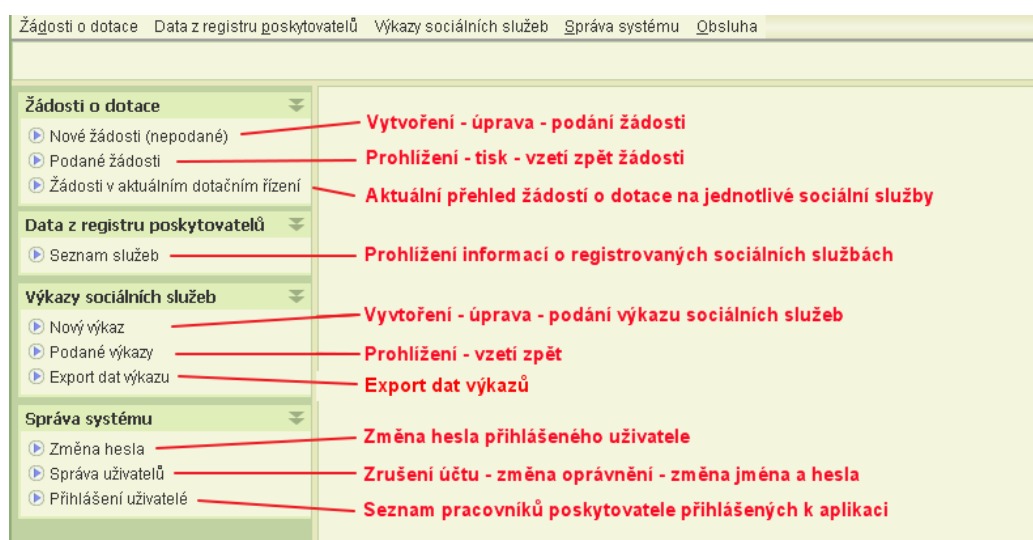 Žádosti o dotace Data z registru poskytovatelů Výkazy sociálních služeb Správa systému Obsluha
Žádosti o dotace
Nové žádosti (nepodané)
Vytvoření - úprava - podání žádosti
Podané žádosti
Prohlížení - tisk - vzetí zpět žádosti
Žádosti v aktuálním dotačním řízení
Aktuální přehled žádostí o dotace na jednotlivé sociální služby
Data z registru poskytovatelů
Seznam služeb
Prohlížení informací o registrovaných sociálních službách
Výkazy sociálních služeb
Nový výkaz
Vyvtoření - úprava - podání výkazu sociálních služeb
Podané výkazy
Prohlížení - vzetí zpět
Export dat výkazu
Export dat výkazů
Správa systému
Změna hesla
Změna hesla přihlášeného uživatele
Správa uživatelů
Zrušení účtu - změna oprávnění - změna jména a hesla
Přihlášení uživatelé
Seznam pracovníků poskytovatele přihlášených k aplikaci